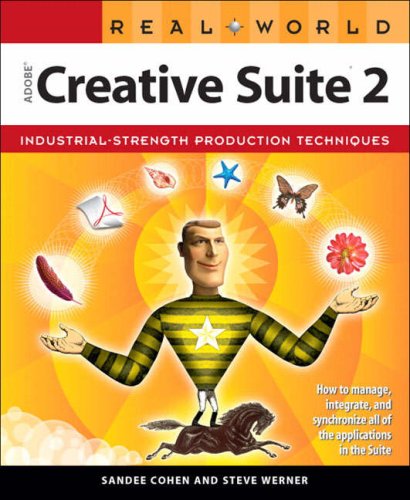 REAL WORLD
ADOBE® Creative Suite® 2
INDUSTRIAL-STRENGTH PRODUCTION TECHNIQUES
How to manage,
integrate, and
synchronize all of
the applications
in the Suite
SANDEE COHEN AND STEVE WERNER